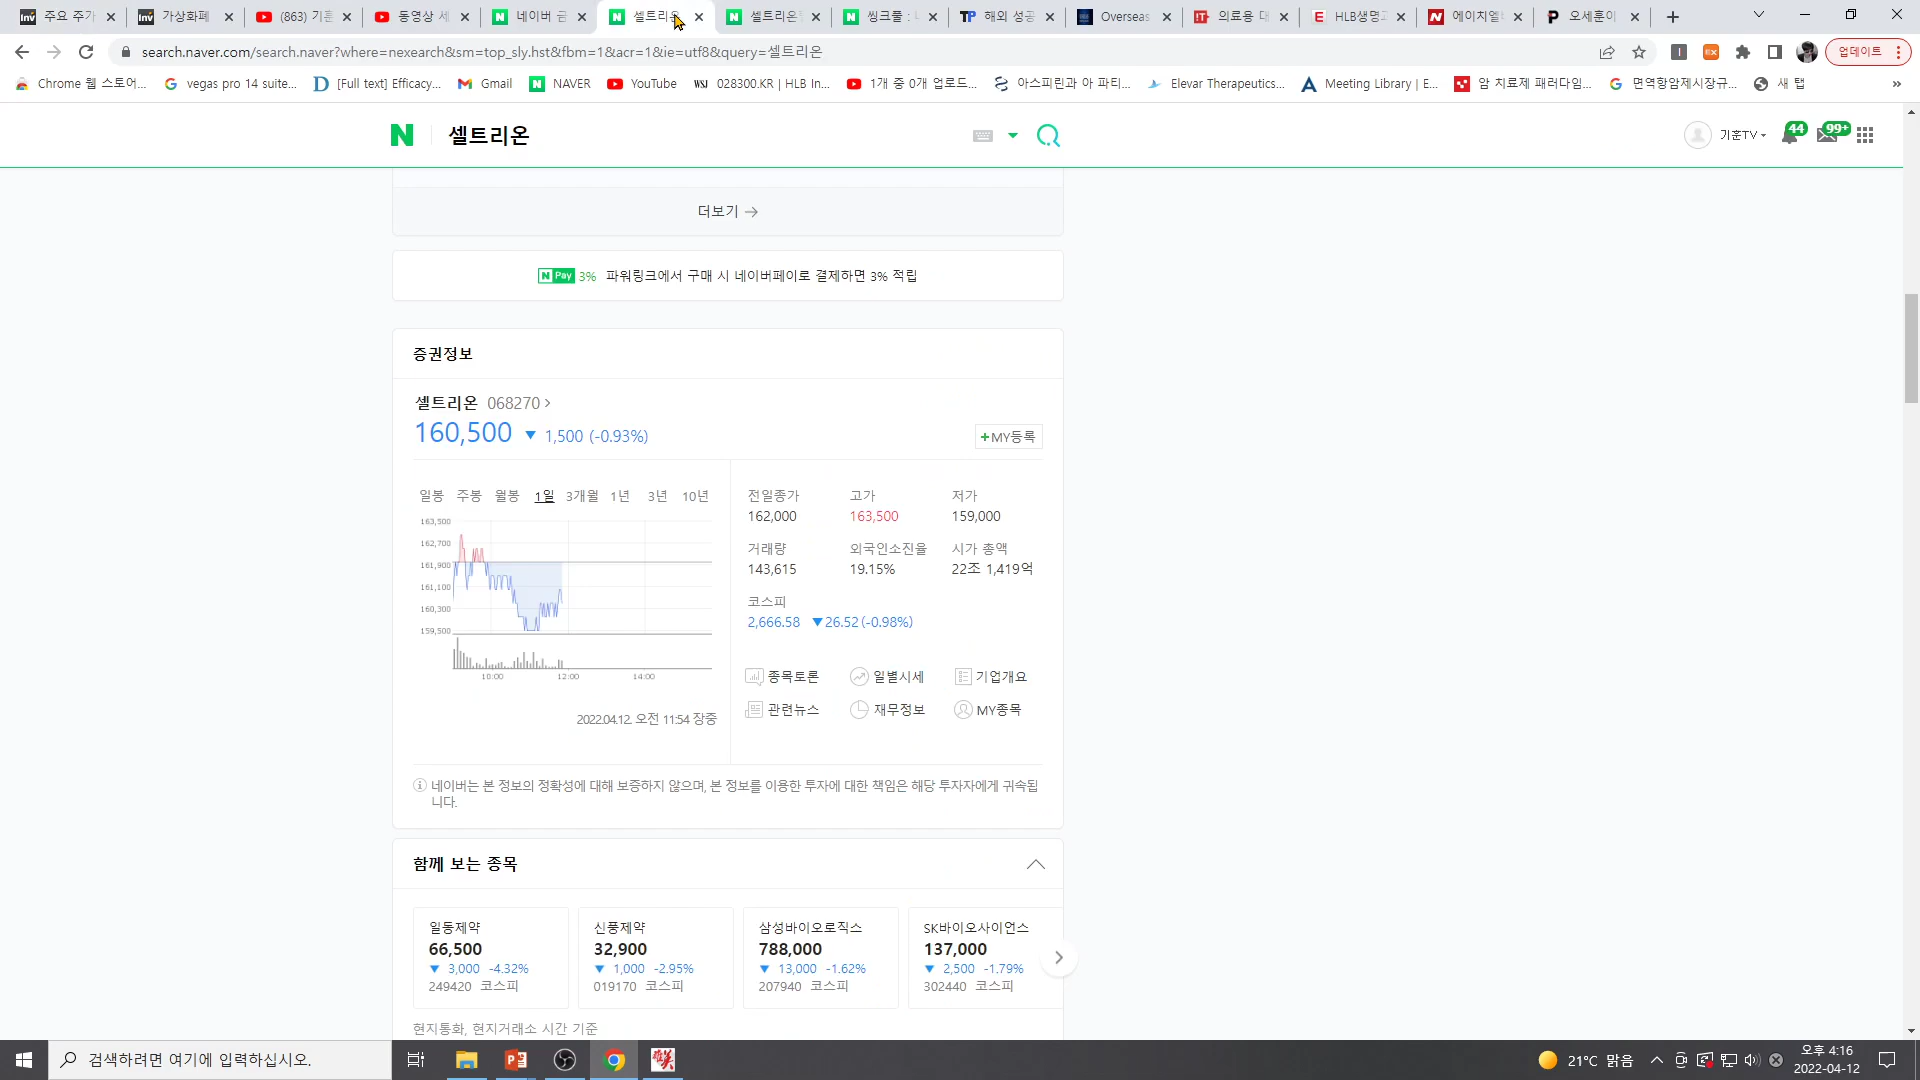 주요 주가
가상화폐
(863) 기훈
동영상 세
네이버 금
셀트리온
셀트리온
씽크풀 : 네
해외 성공
Overseas
의료용 대
HLB생명과
에이치엘
오세훈이
search.naver.com/search.naver?where=nexearch&sm=top_sly.hst&fbm=1&acr=1&ie=utf8&query=셀트리온
업데이트
Chrome 웹 스토어...
vegas pro 14 suite...
[Full text] Efficacy...
Gmail
NAVER
YouTube
WSJ 028300.KR | HLB In...
1개 중 0개 업로드...
아스피린과 아 파티...
Elevar Therapeutics...
Meeting Library | E...
암 치료제 패러다임...
면역항암제시장규...
새 탭
»
N 셀트리온
기훈TV
44
99+
더보기 →
N Pay 3% 파워링크에서 구매 시 네이버페이로 결제하면 3% 적립
증권정보
셀트리온 068270 >
160,500 ▼ 1,500 (-0.93%)
+MY등록
일봉 주봉 월봉 1일 3개월 1년 3년 10년
163,500
162,700
161,900
161,100
160,300
159,500
10:00 12:00 14:00
2022.04.12. 오전 11:54 장중
전일종가 고가 저가
162,000 163,500 159,000
거래량 외국인소진율 시가 총액
143,615 19.15% 22조 1,419억
코스피
2,666.58 ▼26.52 (-0.98%)
종목토론 일별시세 기업개요
관련뉴스 재무정보 MY종목
네이버는 본 정보의 정확성에 대해 보증하지 않으며, 본 정보를 이용한 투자에 대한 책임은 해당 투자자에게 귀속됩
니다.
함께 보는 종목
일동제약
66,500
▼ 3,000 -4.32%
249420 코스피
신풍제약
32,900
▼ 1,000 -2.95%
019170 코스피
삼성바이오로직스
788,000
▼ 13,000 -1.62%
207940 코스피
SK바이오사이언스
137,000
▼ 2,500 -1.79%
302440 코스피
현지통화, 현지거래소 시간 기준
검색하려면 여기에 입력하십시오.
21°C 맑음
오후 4:16
2022-04-12